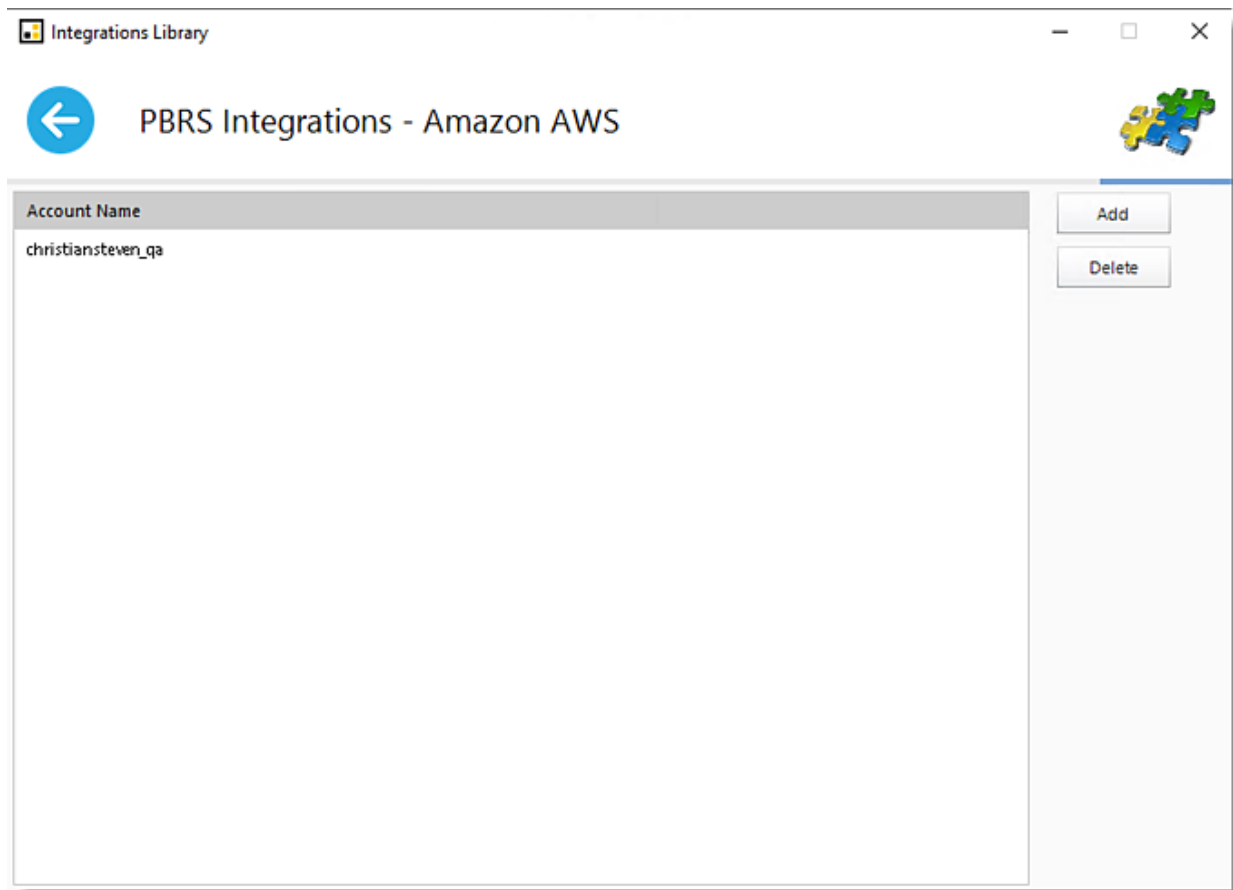 Integrations Library
PBRS Integrations - Amazon AWS
Account Name
Add
christiansteven_qa
Delete